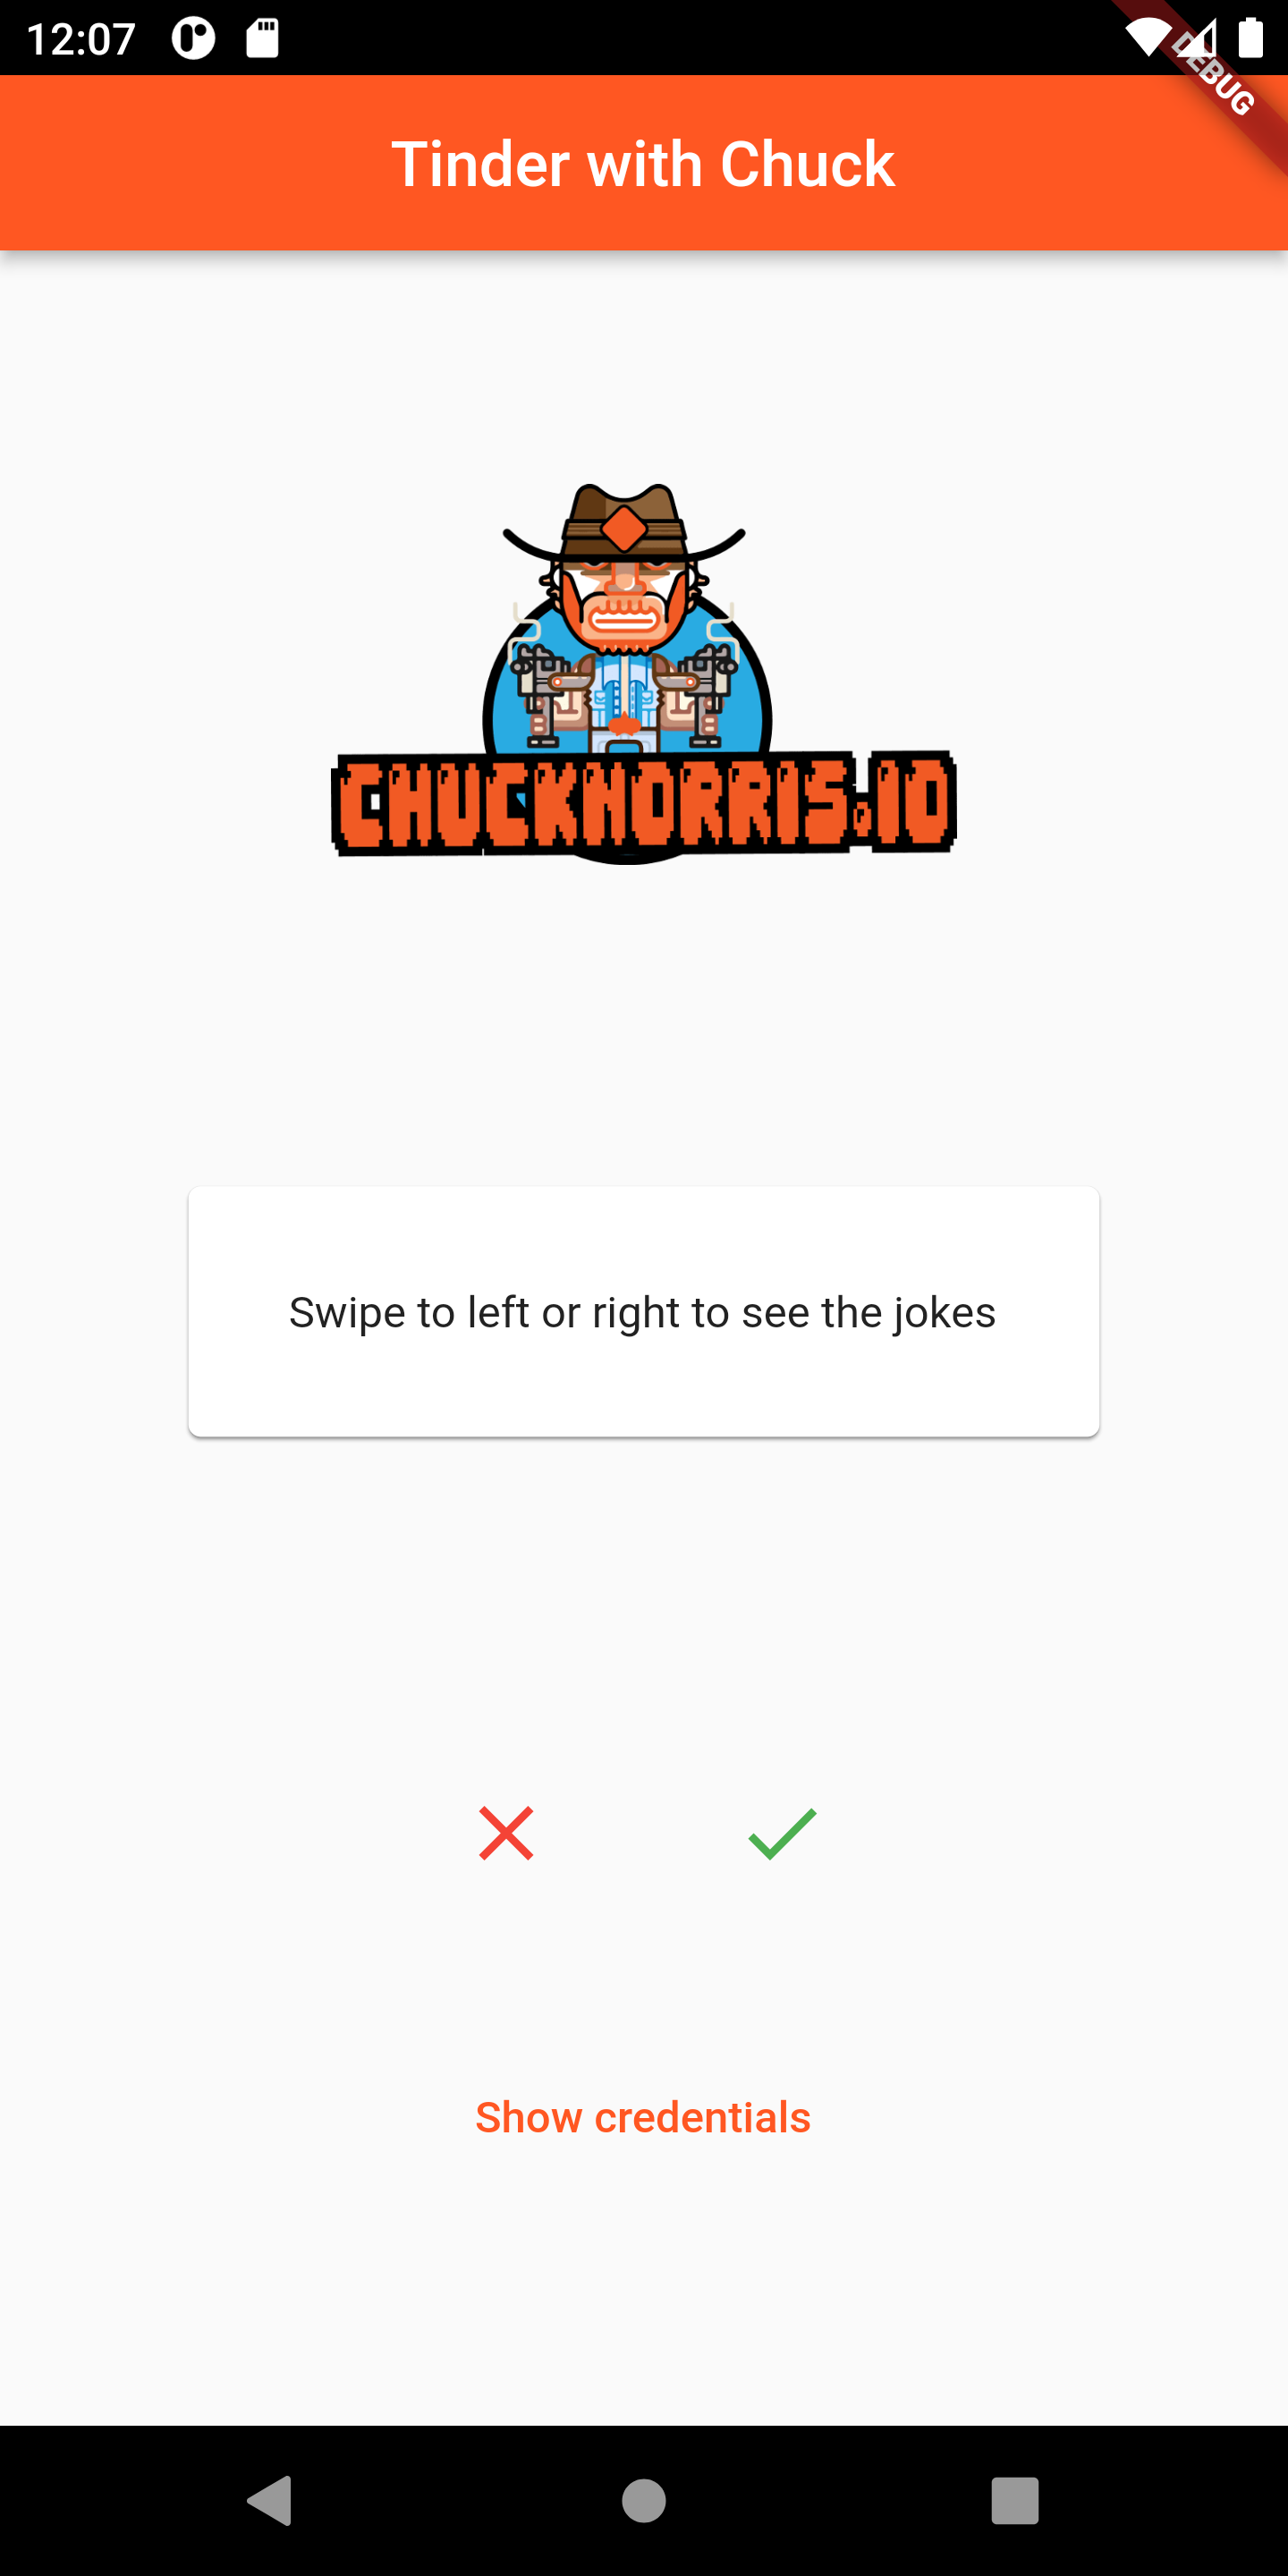 12:07
DEBUG
Tinder with Chuck
CHUCKNORRIS.IO
Swipe to left or right to see the jokes
Show credentials